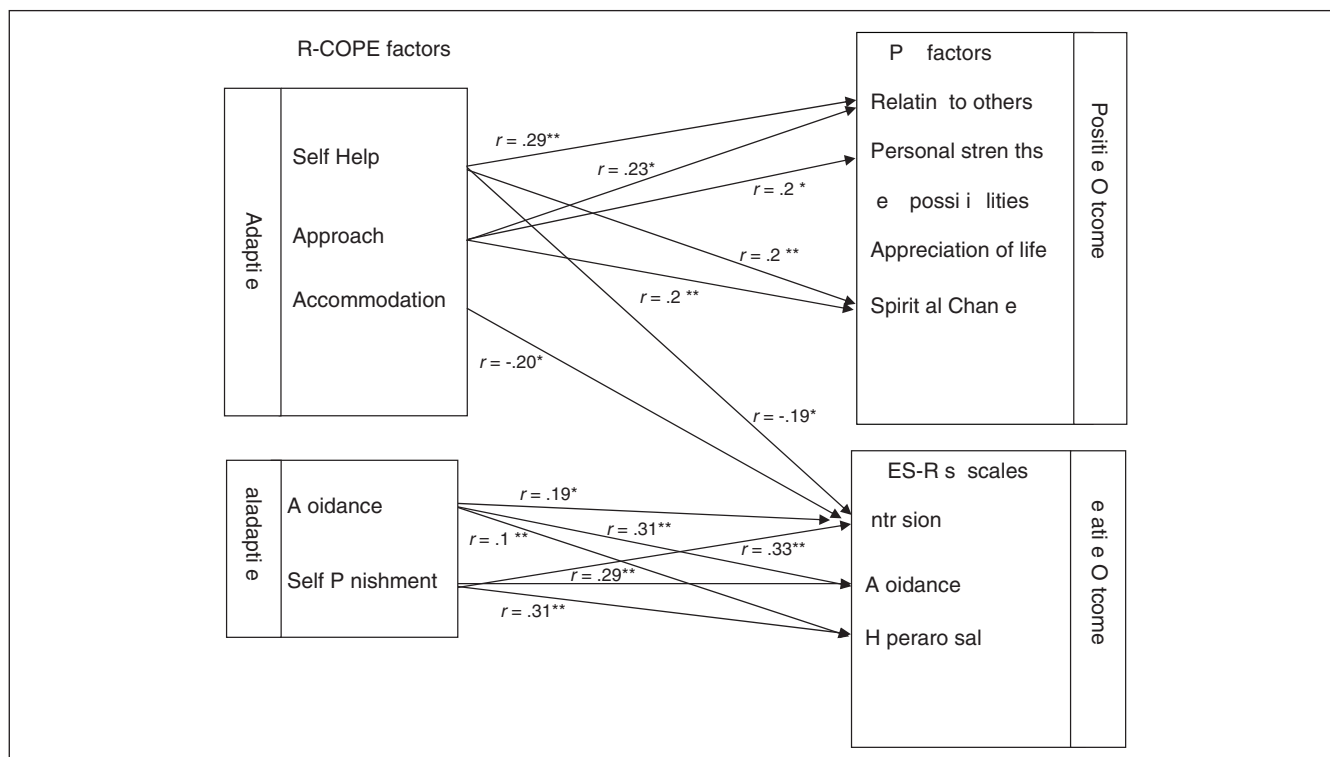 R-COPE factors
Adapti e
Self Help
Approach
Accommodation
aladapti e
A oidance
Self P nishment
r = .29**
r = .23*
r = .2 *
r = .2 **
r = .2 **
r = -.20*
r = -.19*
r = .19*
r = .31**
r = .1 **
r = .33**
r = .29**
r = .31**
P factors
Relatin to others
Personal stren ths
e possi i lities
Appreciation of life
Spirit al Chan e
Positi e O tcome
ES-R s scales
ntr sion
A oidance
H peraro sal
e ati e O tcome